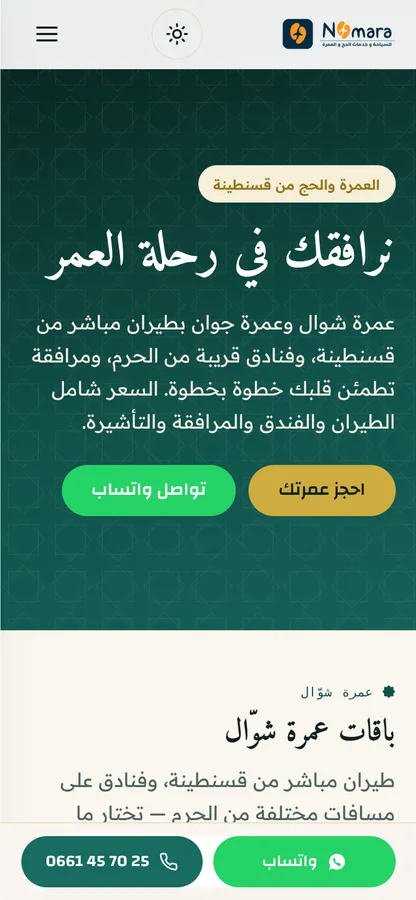 Nomara
للسياحة و خدمات الحج و العمرة
العمرة والحج من قسنطينة
نرافقك في رحلة العمر
عمرة شوال وعمرة جوان بطيران مباشر من
قسنطينة، وفنادق قريبة من الحرم، ومرافقة
تطمئن قلبك خطوة بخطوة. السعر شامل
الطيران والفندق والمرافقة والتأشيرة.
احجز عمرتك
تواصل واتساب
عمرة شوّال
باقات عمرة شوّال
طيران مباشر من قسنطينة، وفنادق على
مسافات مختلفة من الحرم — تختار ما
واتساب
0661 45 70 25